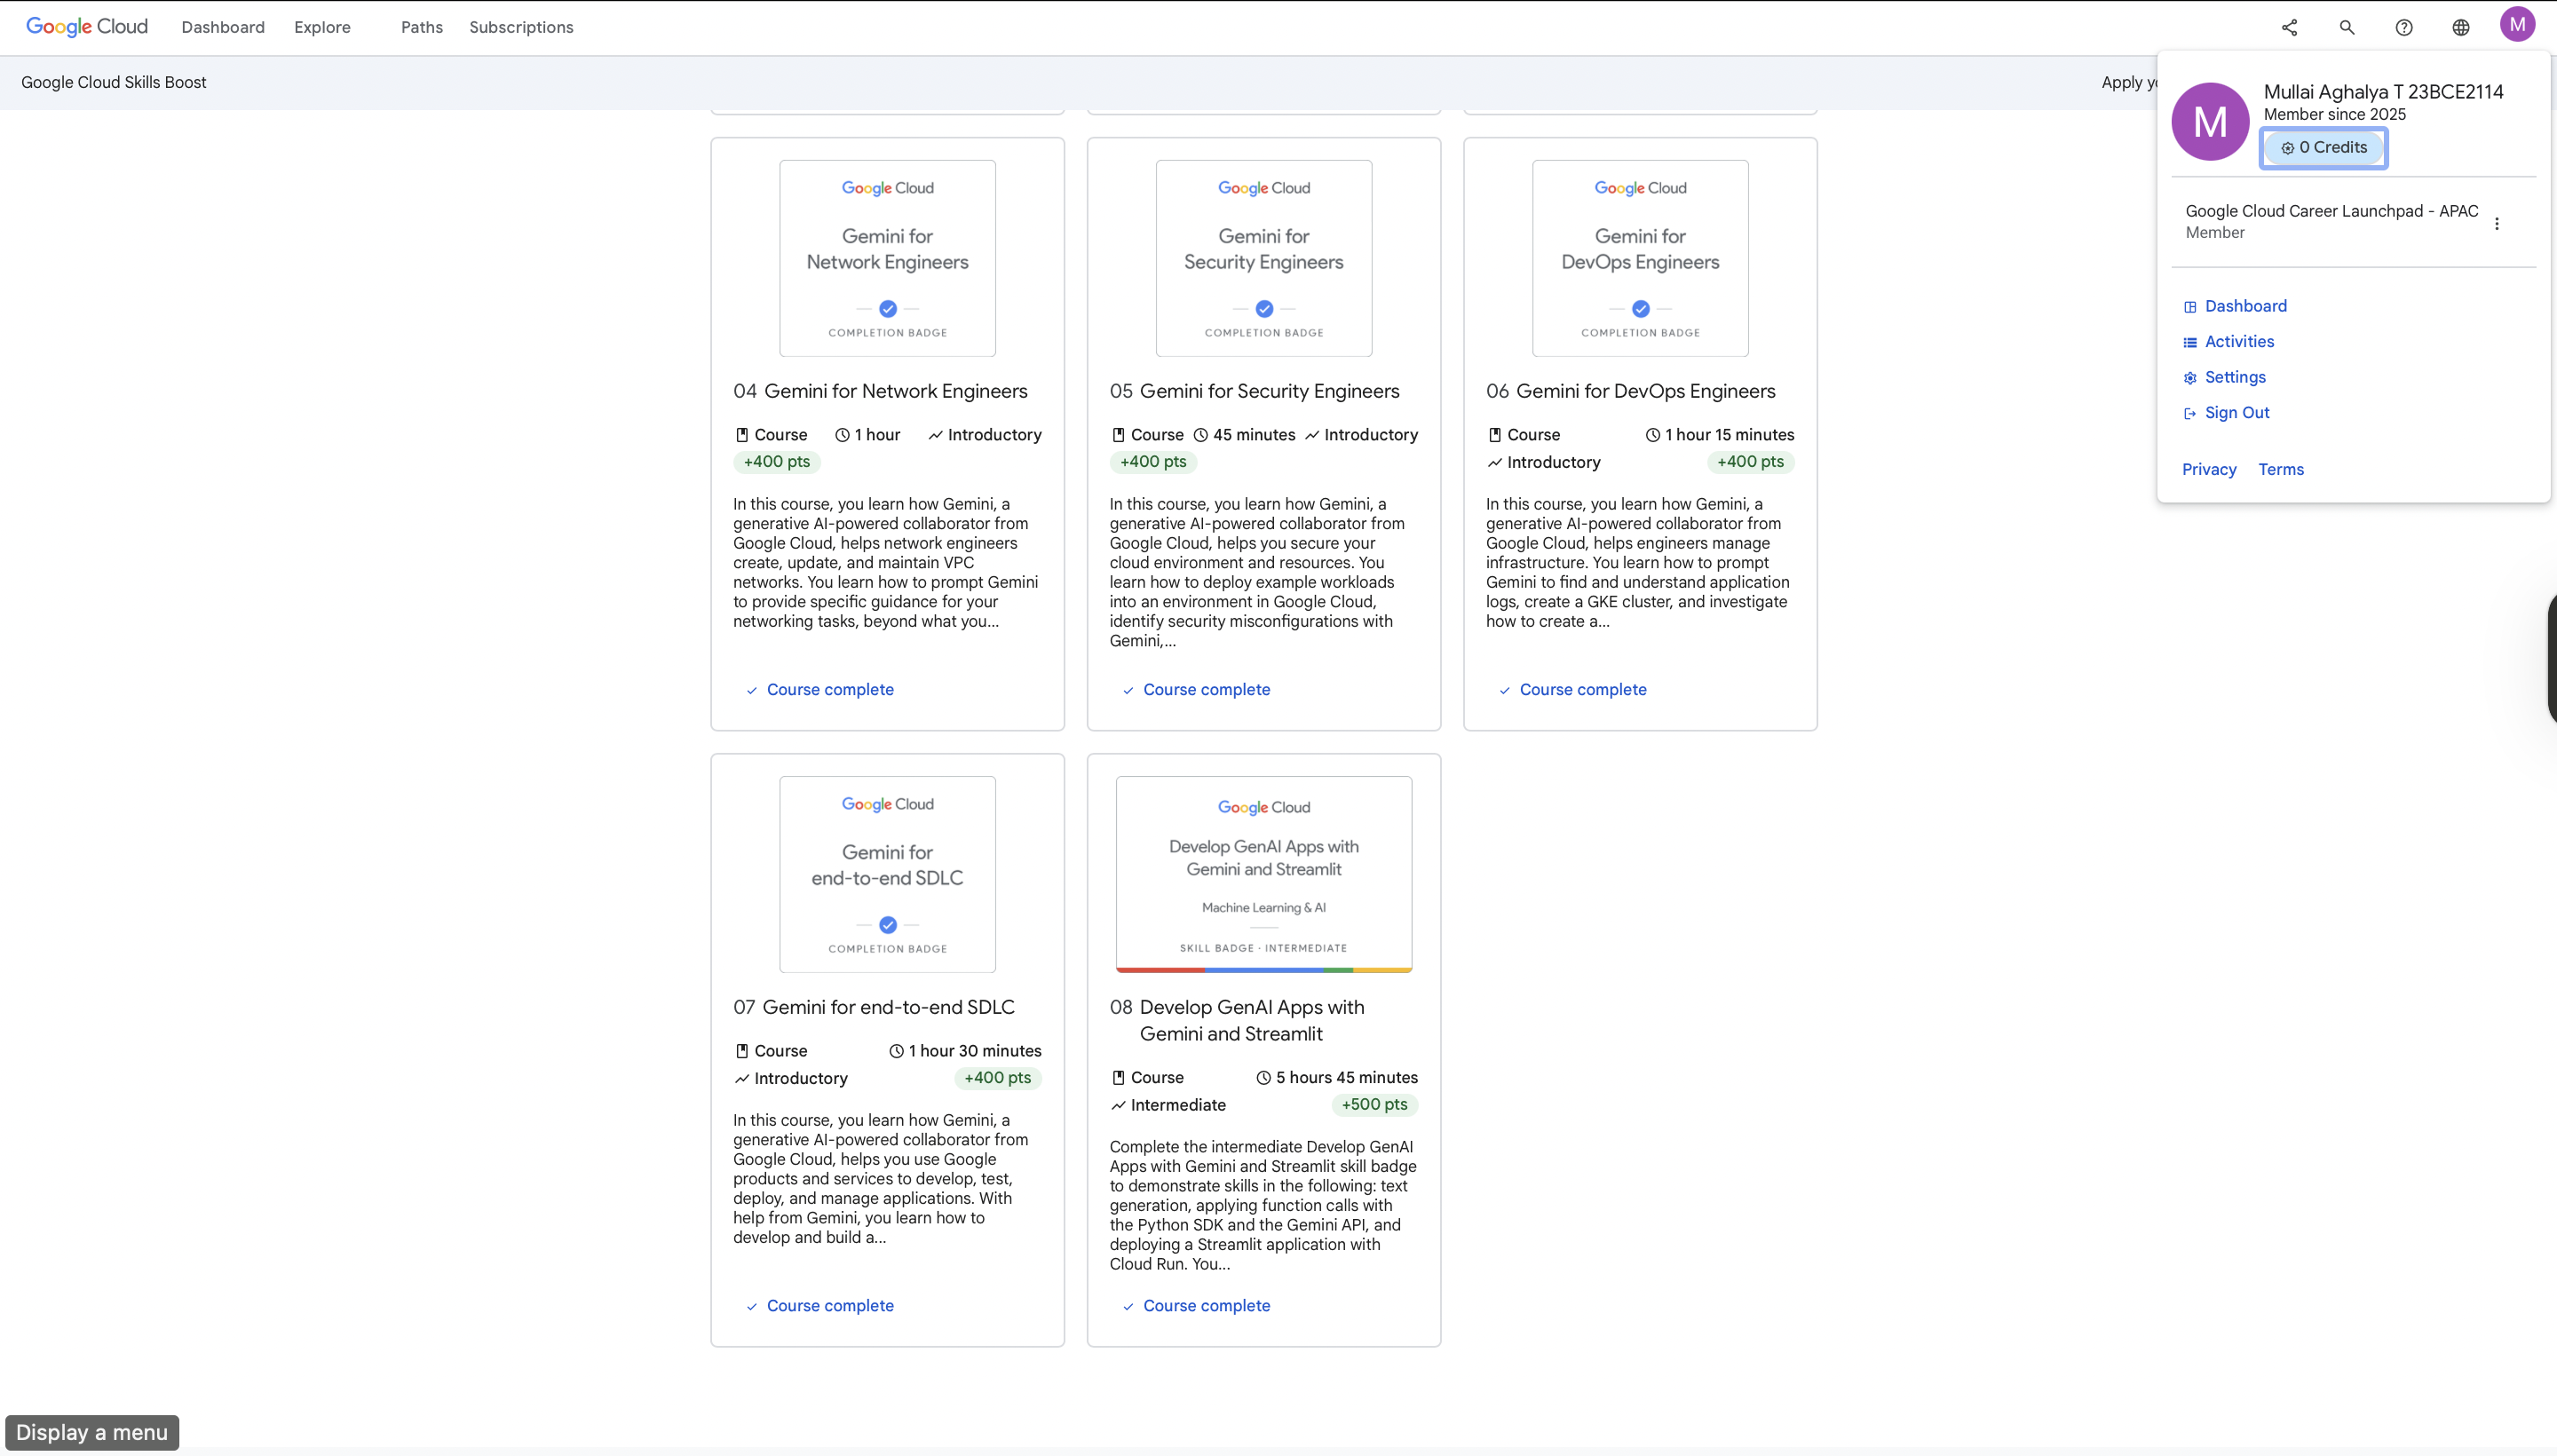 Google Cloud Dashboard Explore Paths Subscriptions M
Google Cloud Skills Boost
Apply
M
Mullai Aghalya T 23BCE2114
Member since 2025
0 Credits
Google Cloud Career Launchpad - APAC
Member
Dashboard
Activities
Settings
Sign Out
Privacy Terms
Google Cloud
Gemini for
Network Engineers
COMPLETION BADGE
04 Gemini for Network Engineers
Course 1 hour Introductory
+400 pts
In this course, you learn how Gemini, a
generative AI-powered collaborator from
Google Cloud, helps network engineers
create, update, and maintain VPC
networks. You learn how to prompt Gemini
to provide specific guidance for your
networking tasks, beyond what you...
Course complete
Google Cloud
Gemini for
Security Engineers
COMPLETION BADGE
05 Gemini for Security Engineers
Course 45 minutes Introductory
+400 pts
In this course, you learn how Gemini, a
generative AI-powered collaborator from
Google Cloud, helps you secure your
cloud environment and resources. You
learn how to deploy example workloads
into an environment in Google Cloud,
identify security misconfigurations with
Gemini,...
Course complete
Google Cloud
Gemini for
DevOps Engineers
COMPLETION BADGE
06 Gemini for DevOps Engineers
Course 1 hour 15 minutes
Introductory +400 pts
In this course, you learn how Gemini, a
generative AI-powered collaborator from
Google Cloud, helps engineers manage
infrastructure. You learn how to prompt
Gemini to find and understand application
logs, create a GKE cluster, and investigate
how to create a...
Course complete
Google Cloud
Gemini for
end-to-end SDLC
COMPLETION BADGE
07 Gemini for end-to-end SDLC
Course 1 hour 30 minutes
Introductory +400 pts
In this course, you learn how Gemini, a
generative AI-powered collaborator from
Google Cloud, helps you use Google
products and services to develop, test,
deploy, and manage applications. With
help from Gemini, you learn how to
develop and build a...
Course complete
Google Cloud
Develop GenAI Apps with
Gemini and Streamlit
Machine Learning & AI
SKILL BADGE · INTERMEDIATE
08 Develop GenAI Apps with
Gemini and Streamlit
Course 5 hours 45 minutes
Intermediate +500 pts
Complete the intermediate Develop GenAI
Apps with Gemini and Streamlit skill badge
to demonstrate skills in the following: text
generation, applying function calls with
the Python SDK and the Gemini API, and
deploying a Streamlit application with
Cloud Run. You...
Course complete
Display a menu